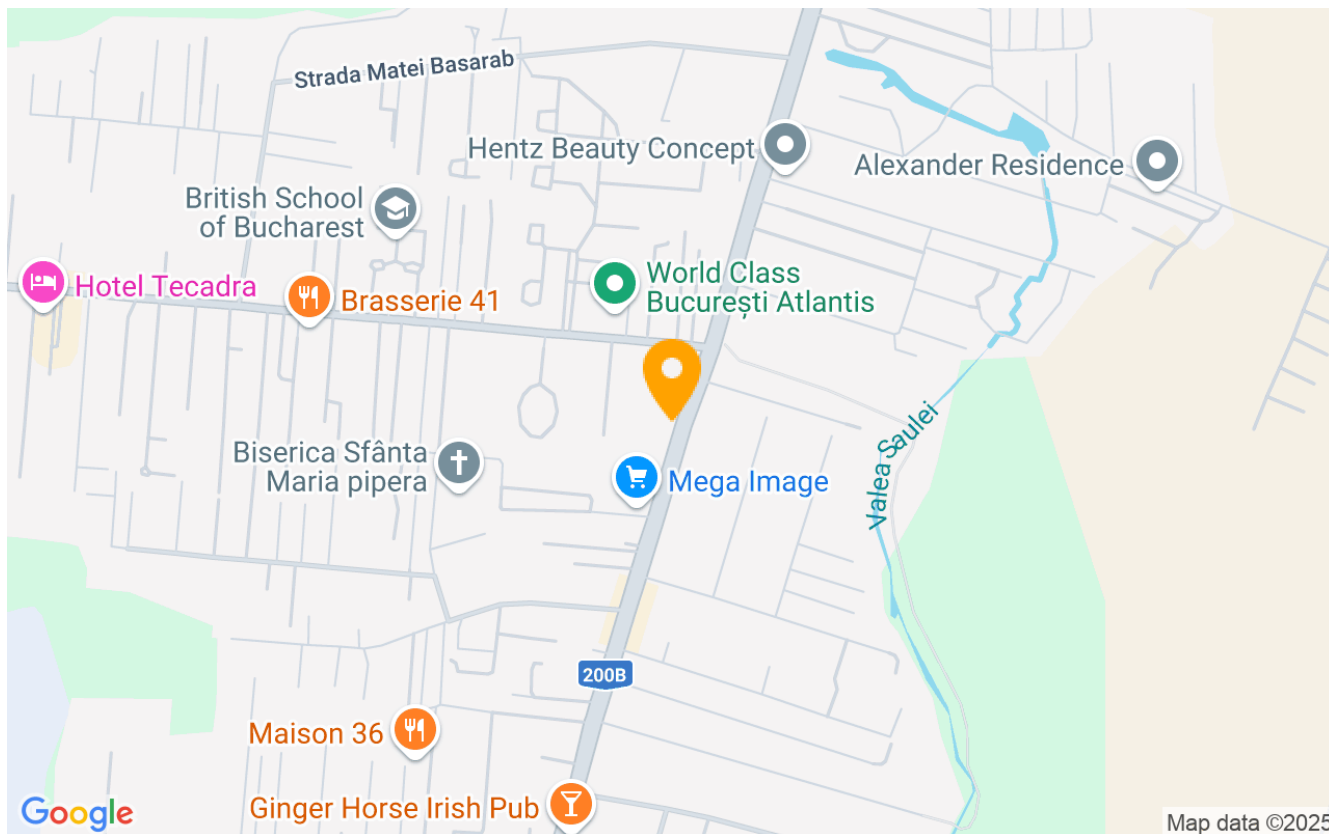 Strada Matei Basarab
Hentz Beauty Concept
Alexander Residence
British School
of Bucharest
Hotel Tecadra
Brasserie 41
World Class
București Atlantis
Biserica Sfânta
Maria pipera
Mega Image
Valea Saulei
200B
Maison 36
Ginger Horse Irish Pub
Google
Map data ©2025